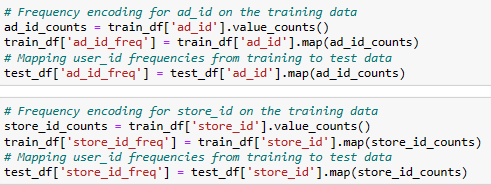 # Frequency encoding for ad_id on the training data
ad_id_counts = train_df['ad_id'].value_counts()
train_df['ad_id_freq'] = train_df['ad_id'].map(ad_id_counts)
# Mapping user_id frequencies from training to test data
test_df['ad_id_freq'] = test_df['ad_id'].map(ad_id_counts)
# Frequency encoding for store_id on the training data
store_id_counts = train_df['store_id'].value_counts()
train_df['store_id_freq'] = train_df['store_id'].map(store_id_counts)
# Mapping user_id frequencies from training to test data
test_df['store_id_freq'] = test_df['store_id'].map(store_id_counts)